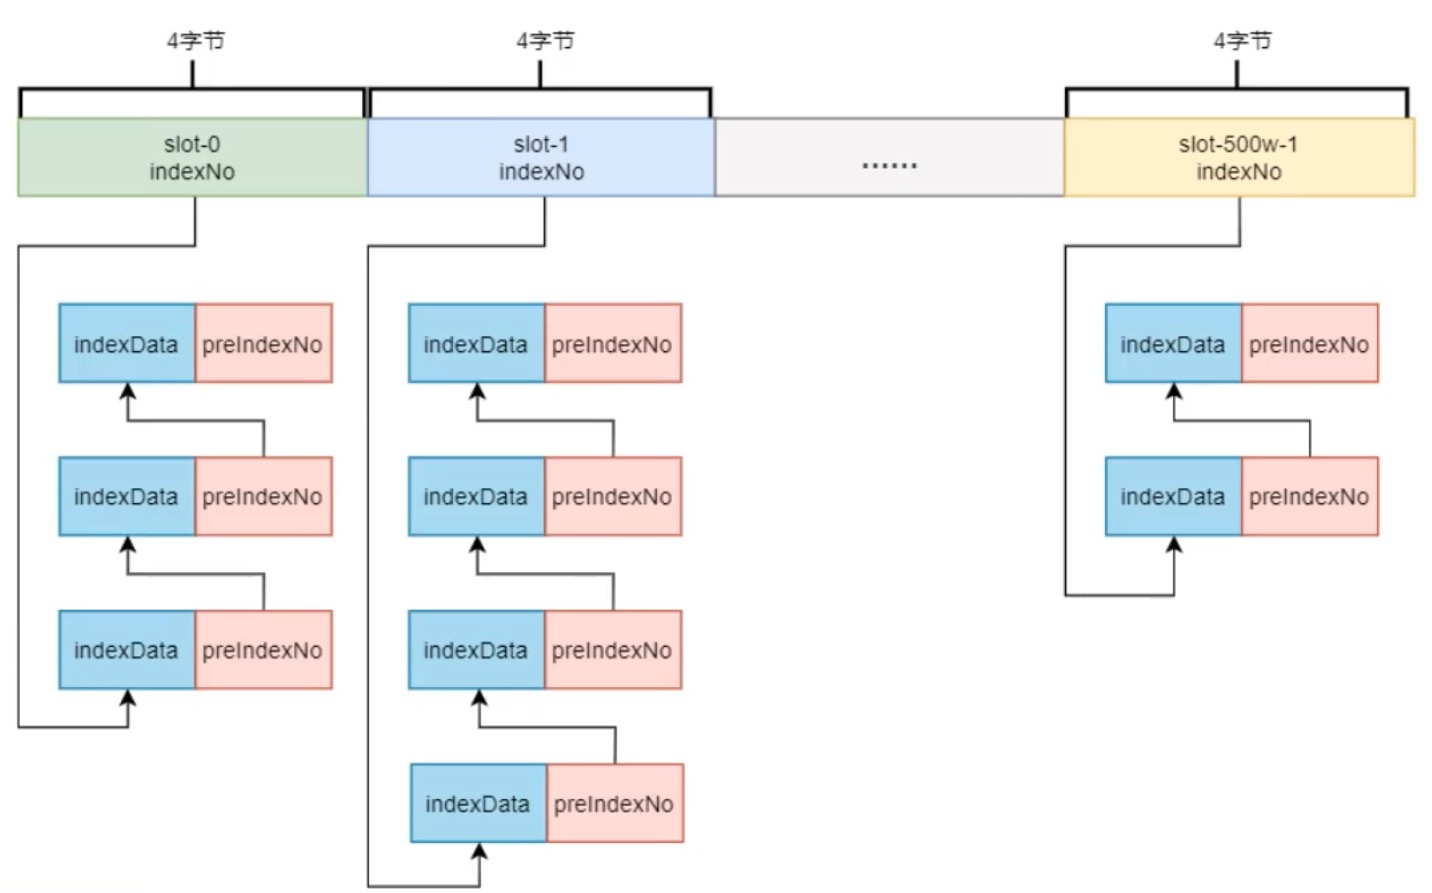 4字节
4字节
4字节
slot-0
indexNo
slot-1
indexNo
......
slot-500w-1
indexNo
indexData preIndexNo
indexData preIndexNo
indexData preIndexNo
indexData preIndexNo
indexData preIndexNo
indexData preIndexNo
indexData preIndexNo
indexData preIndexNo
indexData preIndexNo